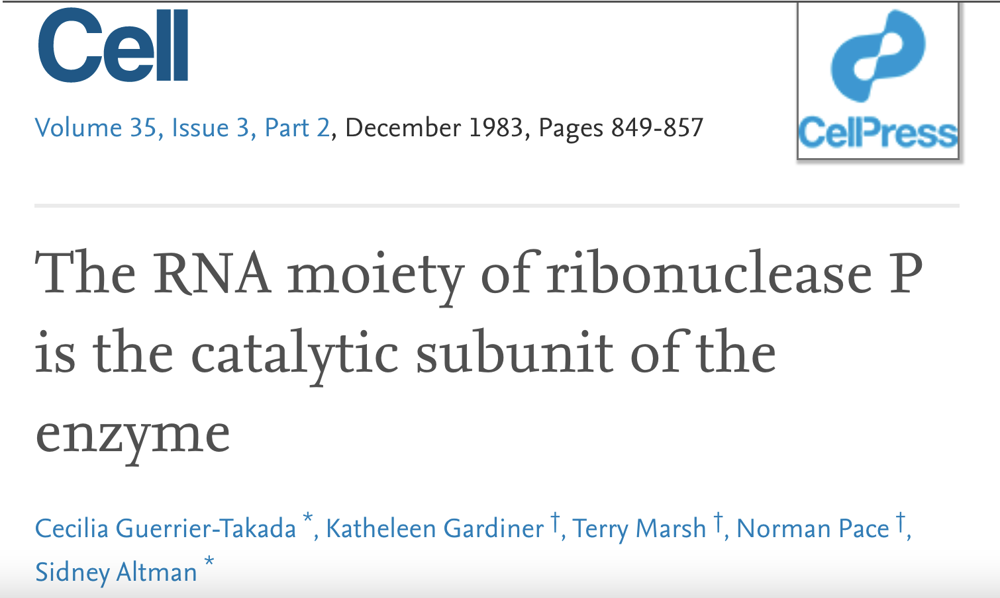 Cell
Volume 35, Issue 3, Part 2, December 1983, Pages 849-857
CellPress
The RNA moiety of ribonuclease P
is the catalytic subunit of the
enzyme
Cecilia Guerrier-Takada *, Katheleen Gardiner †, Terry Marsh †, Norman Pace †,
Sidney Altman *